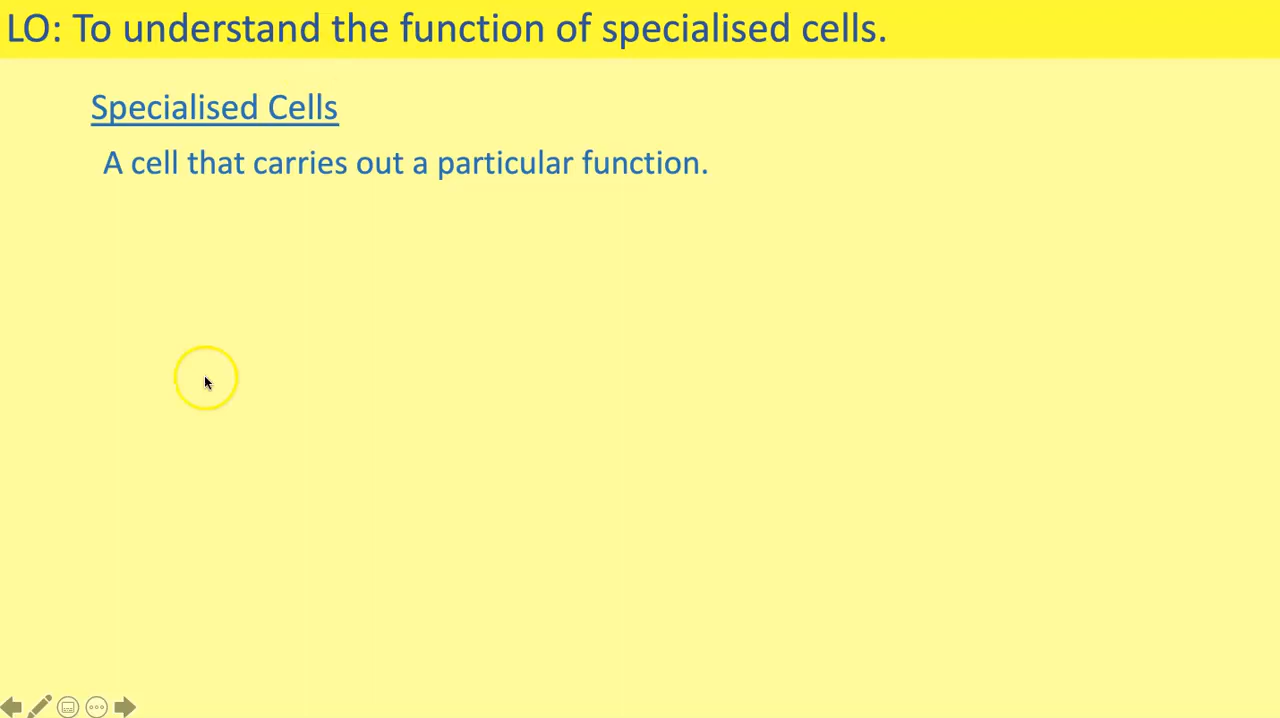 LO: To understand the function of specialised cells.
Specialised Cells
A cell that carries out a particular function.